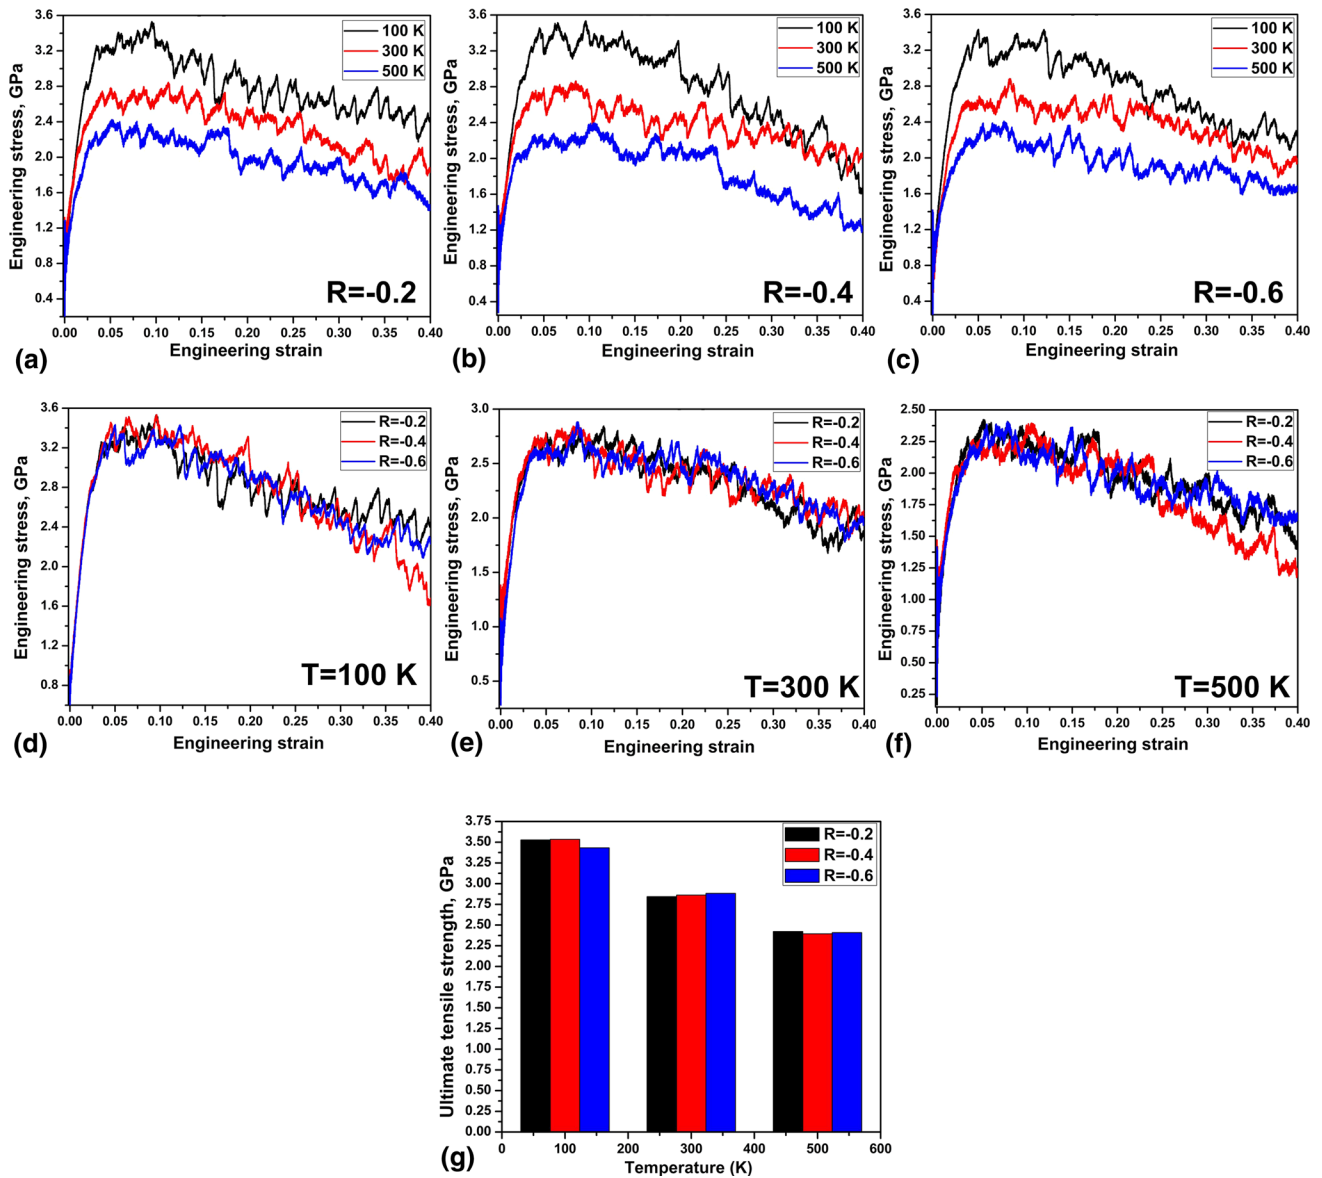 3.6
3.2
2.8
2.4
2.0
1.6
1.2
0.8
0.4
Engineering stress, GPa
100 K
300 K
500 K
R=-0.2
0.00 0.05 0.10 0.15 0.20 0.25 0.30 0.35 0.40
Engineering strain
(a)
3.6
3.2
2.8
2.4
2.0
1.6
1.2
0.8
0.4
Engineering stress, GPa
100 K
300 K
500 K
R=-0.4
0.00 0.05 0.10 0.15 0.20 0.25 0.30 0.35 0.40
Engineering strain
(b)
3.6
3.2
2.8
2.4
2.0
1.6
1.2
0.8
0.4
Engineering stress, GPa
100 K
300 K
500 K
R=-0.6
0.00 0.05 0.10 0.15 0.20 0.25 0.30 0.35 0.40
Engineering strain
(c)
3.6
3.2
2.8
2.4
2.0
1.6
1.2
0.8
Engineering stress, GPa
R=-0.2
R=-0.4
R=-0.6
T=100 K
0.00 0.05 0.10 0.15 0.20 0.25 0.30 0.35 0.40
Engineering strain
(d)
3.0
2.5
2.0
1.5
1.0
0.5
Engineering stress, GPa
R=-0.2
R=-0.4
R=-0.6
T=300 K
0.00 0.05 0.10 0.15 0.20 0.25 0.30 0.35 0.40
Engineering strain
(e)
2.50
2.25
2.00
1.75
1.50
1.25
1.00
0.75
0.50
0.25
Engineering stress, GPa
R=-0.2
R=-0.4
R=-0.6
T=500 K
0.00 0.05 0.10 0.15 0.20 0.25 0.30 0.35 0.40
Engineering strain
(f)
3.75
3.50
3.25
3.00
2.75
2.50
2.25
2.00
1.75
1.50
1.25
1.00
0.75
0.50
0.25
0.00
Ultimate tensile strength, GPa
R=-0.2
R=-0.4
R=-0.6
0 100 200 300 400 500 600
Temperature (K)
(g)